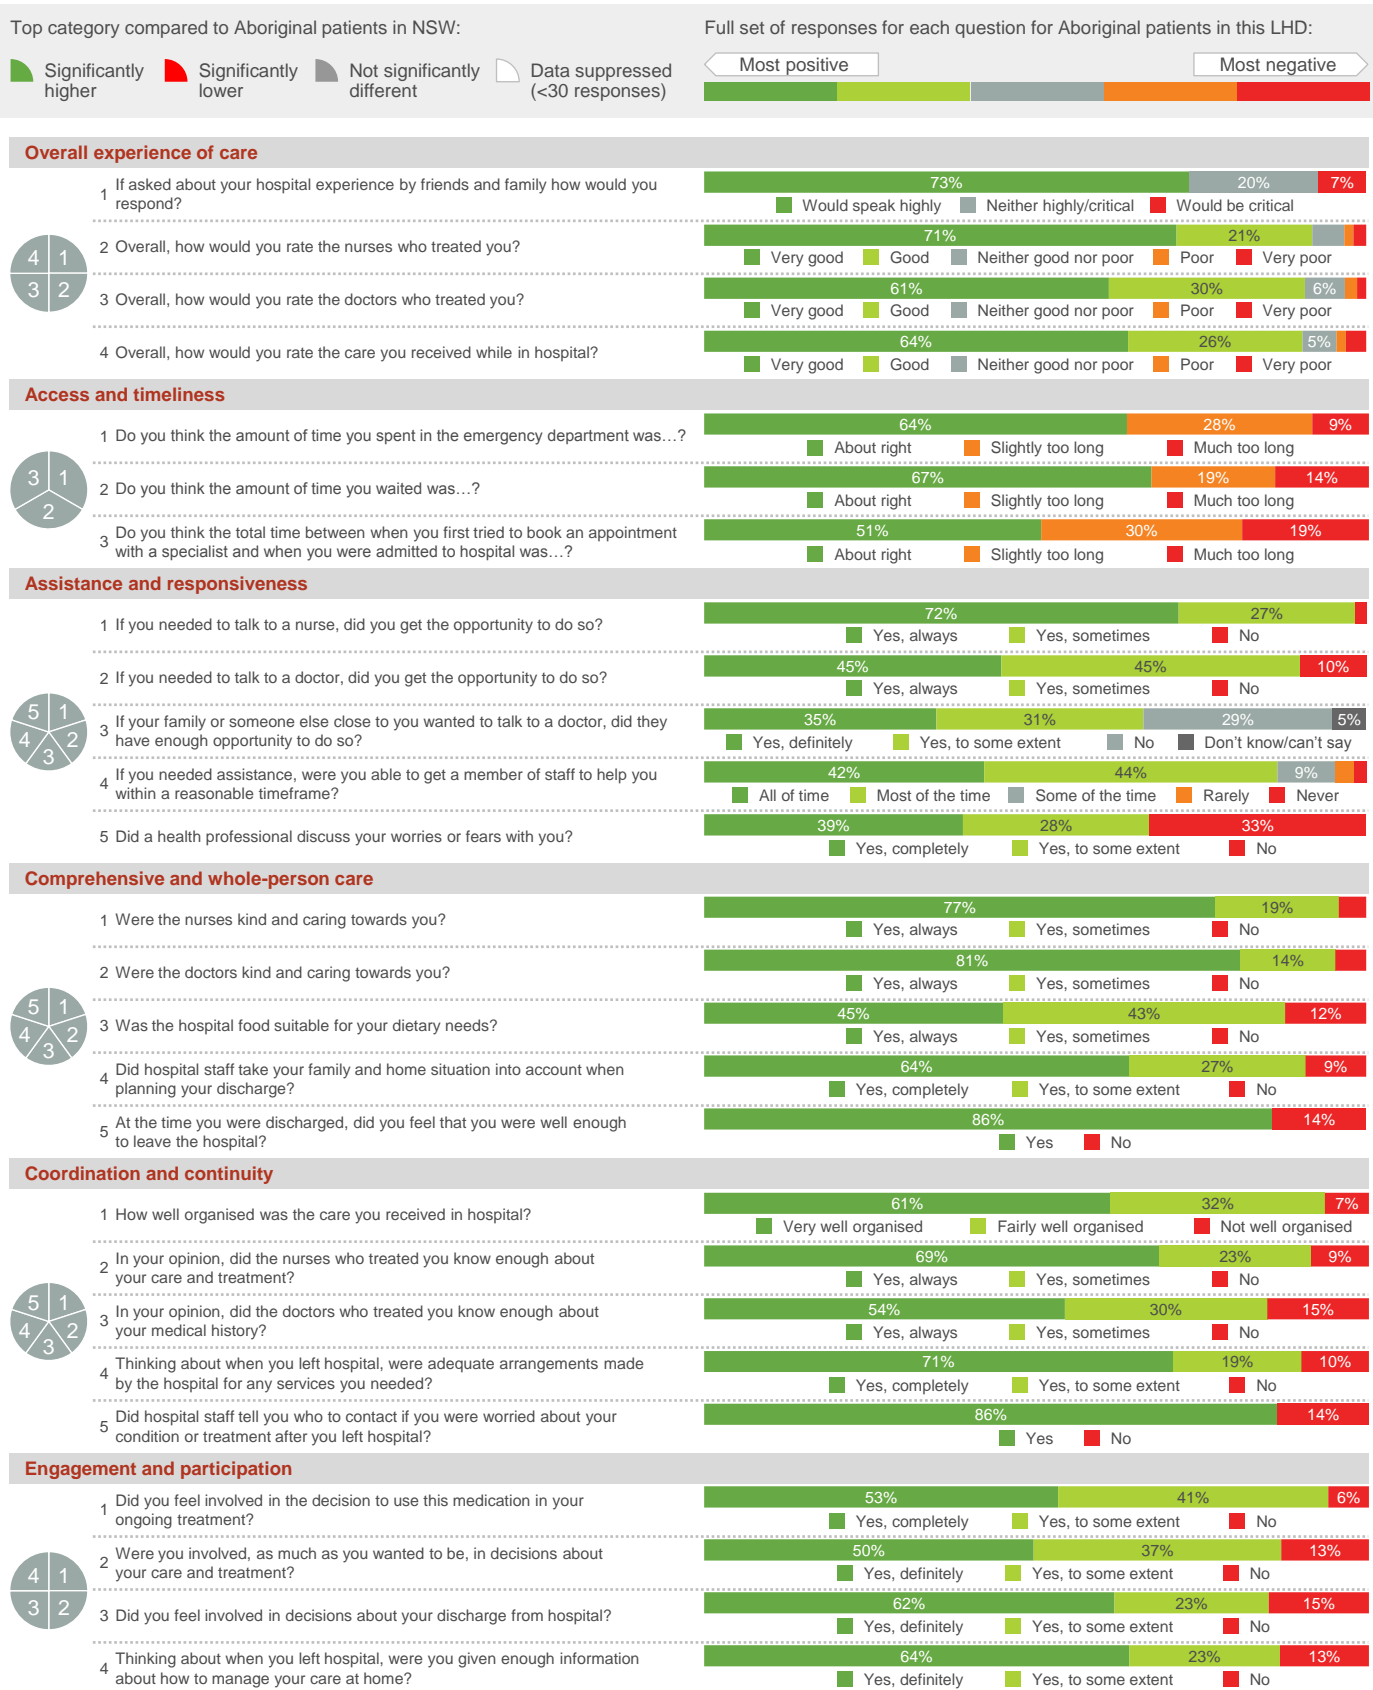 Top category compared to Aboriginal patients in NSW:
Full set of responses for each question for Aboriginal patients in this LHD:
Significantly higher
Significantly lower
Not significantly different
Data suppressed (<30 responses)
Most positive
Most negative
Overall experience of care
4 1
3 2
1 If asked about your hospital experience by friends and family how would you
respond?
73% 20% 7%
Would speak highly Neither highly/critical Would be critical
2 Overall, how would you rate the nurses who treated you?
71% 21%
Very good Good Neither good nor poor Poor Very poor
3 Overall, how would you rate the doctors who treated you?
61% 30% 6%
Very good Good Neither good nor poor Poor Very poor
4 Overall, how would you rate the care you received while in hospital?
64% 26% 5%
Very good Good Neither good nor poor Poor Very poor
Access and timeliness
3 1
2
1 Do you think the amount of time you spent in the emergency department was…?
64% 28% 9%
About right Slightly too long Much too long
2 Do you think the amount of time you waited was…?
67% 19% 14%
About right Slightly too long Much too long
3 Do you think the total time between when you first tried to book an appointment
with a specialist and when you were admitted to hospital was…?
51% 30% 19%
About right Slightly too long Much too long
Assistance and responsiveness
5 1
4 2
3
1 If you needed to talk to a nurse, did you get the opportunity to do so?
72% 27%
Yes, always Yes, sometimes No
2 If you needed to talk to a doctor, did you get the opportunity to do so?
45% 45% 10%
Yes, always Yes, sometimes No
3 If your family or someone else close to you wanted to talk to a doctor, did they
have enough opportunity to do so?
35% 31% 29% 5%
Yes, definitely Yes, to some extent No Don't know/can't say
4 If you needed assistance, were you able to get a member of staff to help you
within a reasonable timeframe?
42% 44% 9%
All of time Most of the time Some of the time Rarely Never
5 Did a health professional discuss your worries or fears with you?
39% 28% 33%
Yes, completely Yes, to some extent No
Comprehensive and whole-person care
5 1
4 2
3
1 Were the nurses kind and caring towards you?
77% 19%
Yes, always Yes, sometimes No
2 Were the doctors kind and caring towards you?
81% 14%
Yes, always Yes, sometimes No
3 Was the hospital food suitable for your dietary needs?
45% 43% 12%
Yes, always Yes, sometimes No
4 Did hospital staff take your family and home situation into account when
planning your discharge?
64% 27% 9%
Yes, completely Yes, to some extent No
5 At the time you were discharged, did you feel that you were well enough
to leave the hospital?
86% 14%
Yes No
Coordination and continuity
5 1
4 2
3
1 How well organised was the care you received in hospital?
61% 32% 7%
Very well organised Fairly well organised Not well organised
2 In your opinion, did the nurses who treated you know enough about
your care and treatment?
69% 23% 9%
Yes, always Yes, sometimes No
3 In your opinion, did the doctors who treated you know enough about
your medical history?
54% 30% 15%
Yes, always Yes, sometimes No
4 Thinking about when you left hospital, were adequate arrangements made
by the hospital for any services you needed?
71% 19% 10%
Yes, completely Yes, to some extent No
5 Did hospital staff tell you who to contact if you were worried about your
condition or treatment after you left hospital?
86% 14%
Yes No
Engagement and participation
4 1
3 2
1 Did you feel involved in the decision to use this medication in your
ongoing treatment?
53% 41% 6%
Yes, completely Yes, to some extent No
2 Were you involved, as much as you wanted to be, in decisions about
your care and treatment?
50% 37% 13%
Yes, definitely Yes, to some extent No
3 Did you feel involved in decisions about your discharge from hospital?
62% 23% 15%
Yes, definitely Yes, to some extent No
4 Thinking about when you left hospital, were you given enough information
about how to manage your care at home?
64% 23% 13%
Yes, definitely Yes, to some extent No